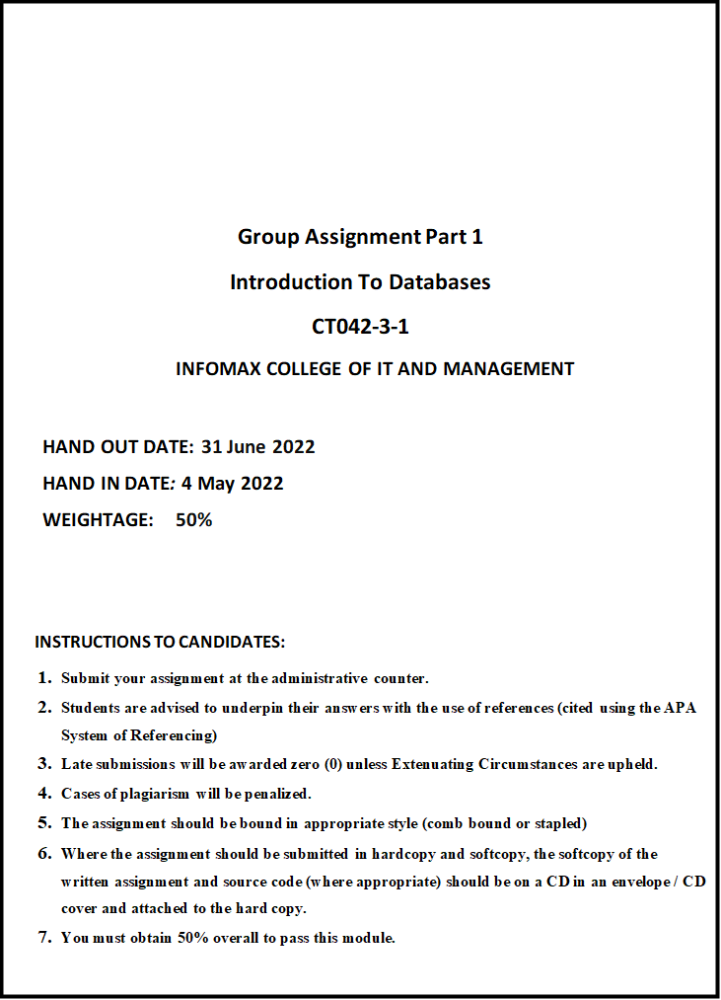 Group Assignment Part 1
Introduction To Databases
CT042-3-1
INFOMAX COLLEGE OF IT AND MANAGEMENT
HAND OUT DATE: 31 June 2022
HAND IN DATE: 4 May 2022
WEIGHTAGE: 50%
INSTRUCTIONS TO CANDIDATES:
1. Submit your assignment at the administrative counter.
2. Students are advised to underpin their answers with the use of references (cited using the APA
System of Referencing)
3. Late submissions will be awarded zero (0) unless Extenuating Circumstances are upheld.
4. Cases of plagiarism will be penalized.
5. The assignment should be bound in appropriate style (comb bound or stapled)
6. Where the assignment should be submitted in hardcopy and softcopy, the softcopy of the
written assignment and source code (where appropriate) should be on a CD in an envelope / CD
cover and attached to the hard copy.
7. You must obtain 50% overall to pass this module.